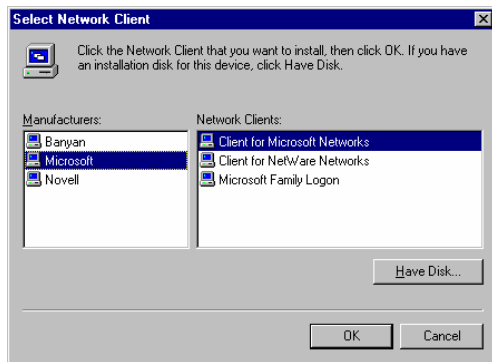 Select Network Client
Click the Network Client that you want to install, then click OK. If you have
an installation disk for this device, click Have Disk.
Manufacturers:
Network Clients:
Banyan
Microsoft
Novell
Client for Microsoft Networks
Client for NetWare Networks
Microsoft Family Logon
Have Disk...
OK
Cancel